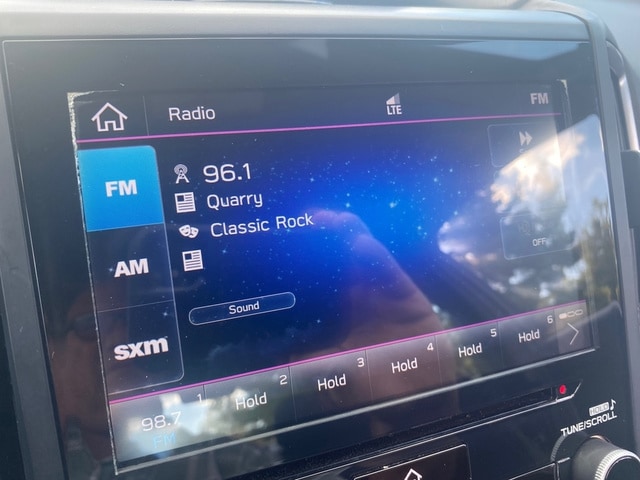 Radio
LTE
FM
FM
96.1
Quarry
Classic Rock
AM
OFF
sxm
Sound
1
98.7
FM
2
Hold
3
Hold
4
Hold
5
Hold
6
Hold
HOLD
TUNE/SCROLL